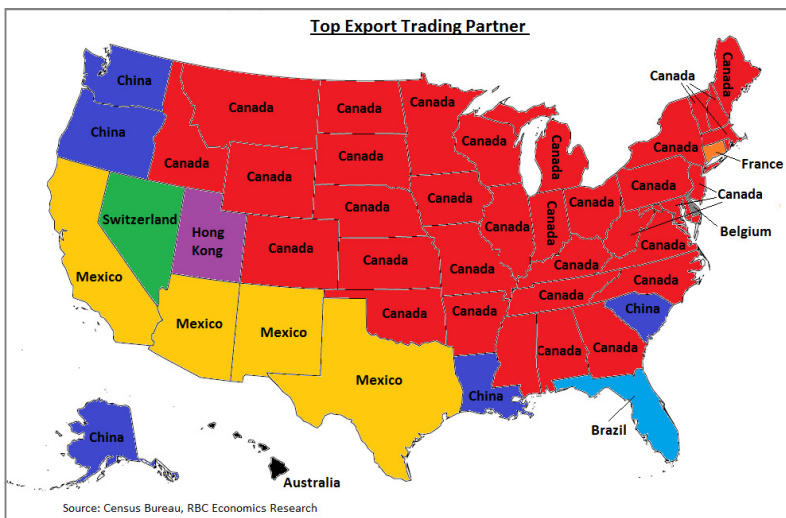 Top Export Trading Partner
China
Canada
Canada
Canada
Canada
Canada
China
Canada
Canada
Canada
Canada
Canada
Canada
Canada
France
Canada
Canada
Canada
Switzerland
Hong
Kong
Canada
Canada
Canada
Canada
Canada
Belgium
Canada
Mexico
Canada
Canada
Canada
Canada
Canada
Mexico
Mexico
Canada
Canada
Canada
China
Canada
Canada
Mexico
China
Brazil
China
Australia
Source: Census Bureau, RBC Economics Research